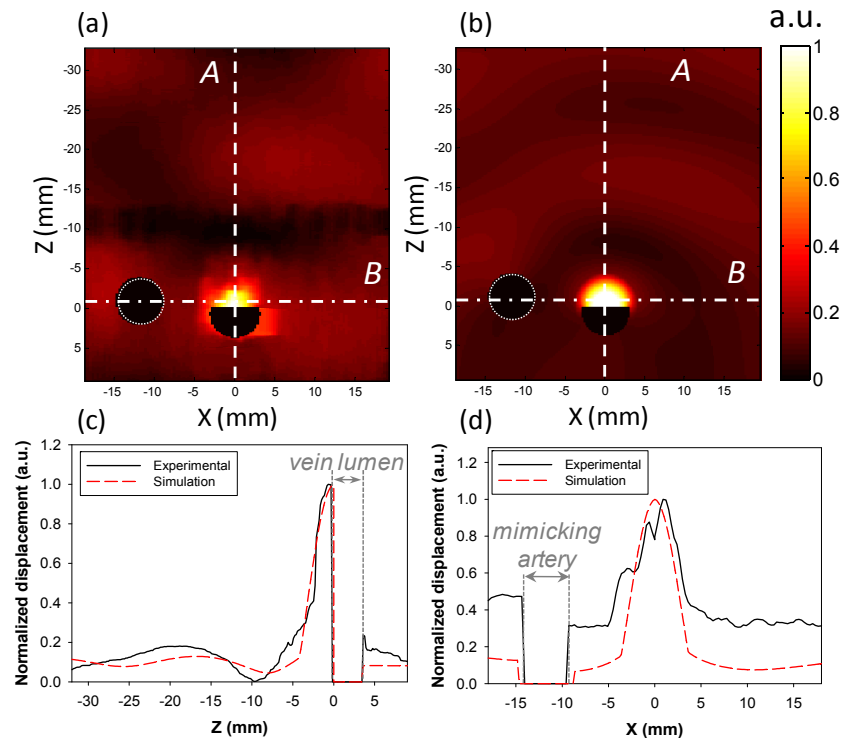 (a)
(b)
a.u.
A
B
Z (mm)
-30
-25
-20
-15
-10
-5
0
5
-15 -10 -5 0 5 10 15
X (mm)
A
B
Z (mm)
-30
-25
-20
-15
-10
-5
0
5
-15 -10 -5 0 5 10 15
X (mm)
1
0.8
0.6
0.4
0.2
0
(c)
Normalized displacement (a.u.)
1.2
1.0
0.8
0.6
0.4
0.2
0.0
Experimental
Simulation
vein lumen
-30 -25 -20 -15 -10 -5 0 5
Z (mm)
(d)
Normalized displacement (a.u.)
1.2
1.0
0.8
0.6
0.4
0.2
0.0
Experimental
Simulation
mimicking
artery
-15 -10 -5 0 5 10 15
X (mm)